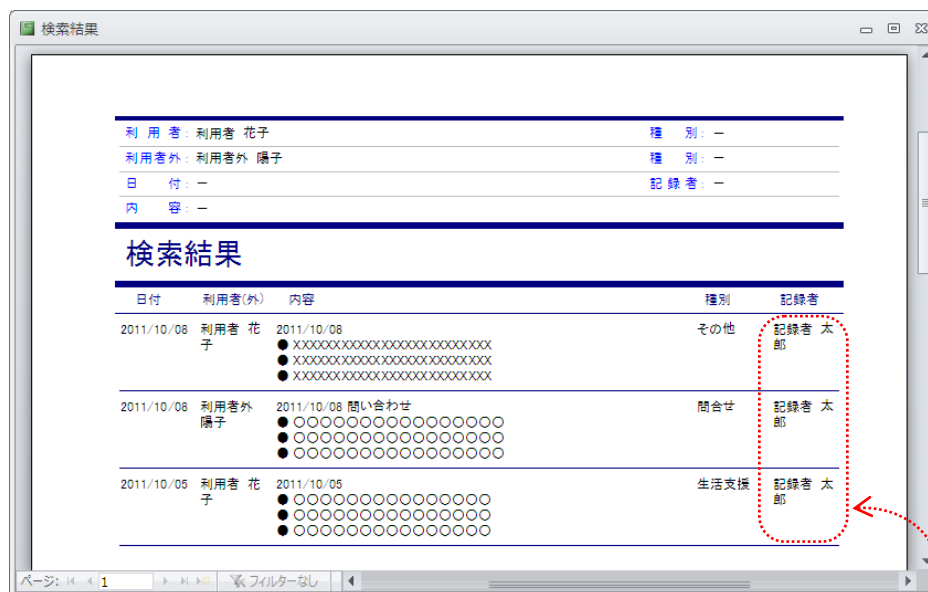 検索結果
利 用 者: 利用者 花子 種 別: －
利用者外: 利用者外 陽子 種 別: －
日 付: － 記 録 者: －
内 容: －
検索結果
日付 利用者(外) 内容 種別 記録者
2011/10/08 利用者 花 2011/10/08 その他 記録者 太
子 ● XXXXXXXXXXXXXXXXXXXXXXXXX 郎
● XXXXXXXXXXXXXXXXXXXXXXXXX
● XXXXXXXXXXXXXXXXXXXXXXXXX
2011/10/08 利用者外 2011/10/08 問い合わせ 問合せ 記録者 太
陽子 ● ○○○○○○○○○○○○○○○○ 郎
● ○○○○○○○○○○○○○○○○
● ○○○○○○○○○○○○○○○○
2011/10/05 利用者 花 2011/10/05 生活支援 記録者 太
子 ● ○○○○○○○○○○○○○○○ 郎
● ○○○○○○○○○○○○○○○
● ○○○○○○○○○○○○○○○
ページ: 1 フィルターなし